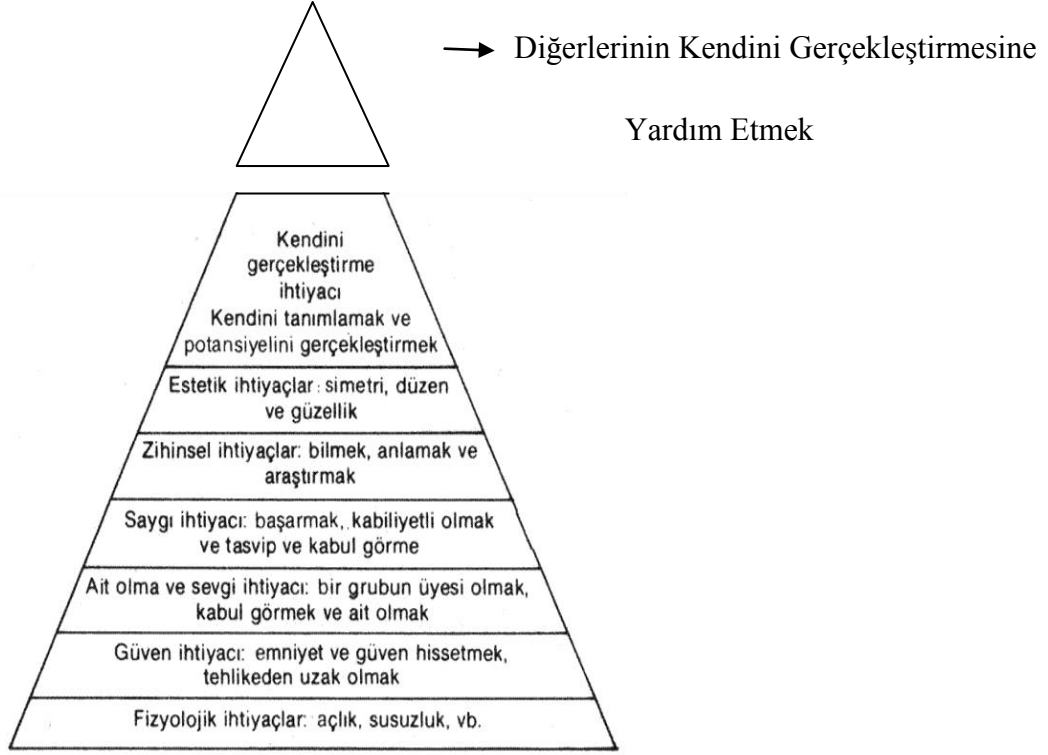 Diğerlerinin Kendini Gerçekleştirmesine
Yardım Etmek
Kendini
gerçekleştirme
ihtiyacı
Kendini tanımlamak ve
potansiyelini gerçekleştirmek
Estetik ihtiyaçlar: simetri, düzen
ve güzellik
Zihinsel ihtiyaçlar: bilmek, anlamak ve
araştırmak
Saygı ihtiyacı: başarmak, kabiliyetli olmak
ve tasvip ve kabul görme
Ait olma ve sevgi ihtiyacı: bir grubun üyesi olmak,
kabul görmek ve ait olmak
Güven ihtiyacı: emniyet ve güven hissetmek,
tehlikeden uzak olmak
Fizyolojik ihtiyaçlar: açlık, susuzluk, vb.